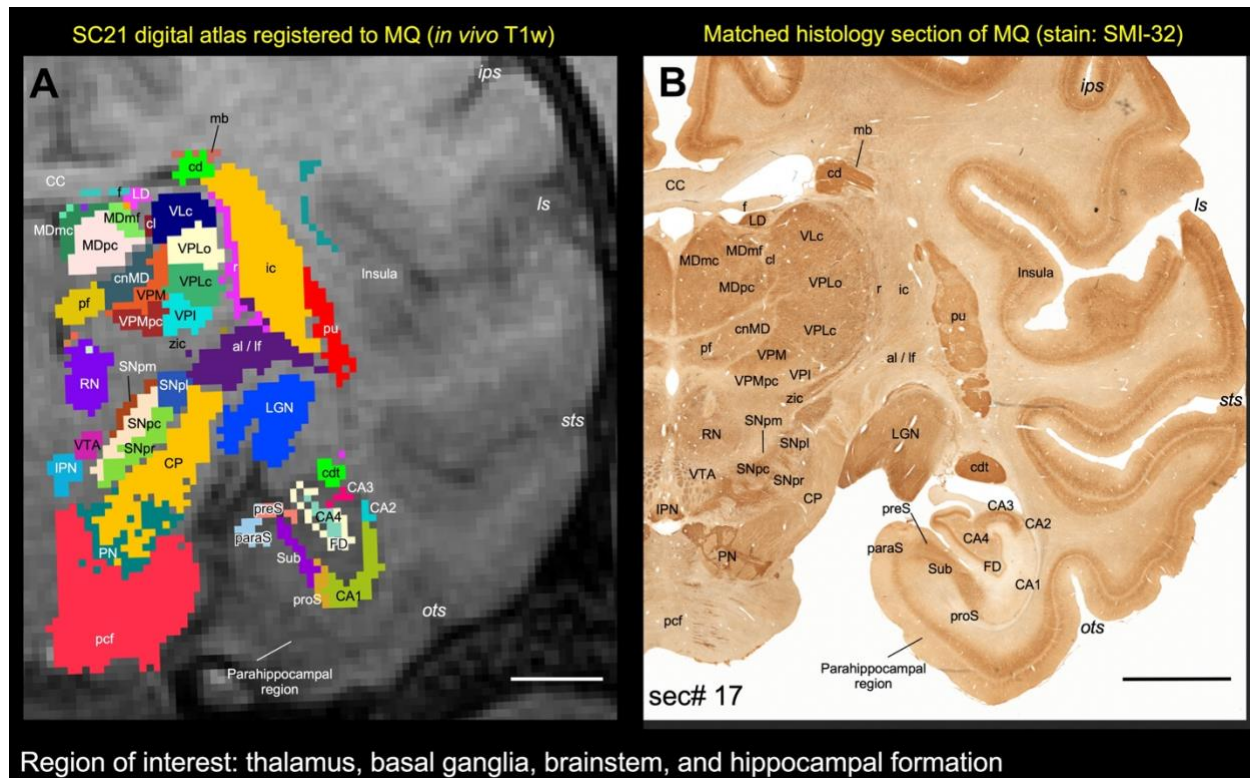 SC21 digital atlas registered to MQ (in vivo T1w)
Matched histology section of MQ (stain: SMI-32)
A
ips
mb
cd
CC
f
LD
MDmf
cl
VLc
MDmc
MDpc
VPLo
cnMD
VPLc
r
ic
Insula
ls
pf
VPM
VPMpc
VPI
zic
pu
al / lf
RN
SNpm
SNpl
SNpc
SNpr
LGN
VTA
IPN
CP
sts
cdt
CA3
CA2
preS
CA4
paraS
FD
PN
Sub
proS
CA1
ots
pcf
Parahippocampal
region
B
ips
mb
cd
CC
f
LD
VLc
MDmf
MDmc
cl
MDpc
VPLo
r
ic
Insula
ls
cnMD
VPLc
pu
pf
VPM
al / lf
VPMpc
VPI
zic
SNpm
RN
SNpl
LGN
sts
VTA
SNpc
SNpr
cdt
CP
IPN
preS
CA3
CA2
paraS
CA4
PN
Sub
FD
CA1
proS
ots
pcf
Parahippocampal
region
sec# 17
Region of interest: thalamus, basal ganglia, brainstem, and hippocampal formation